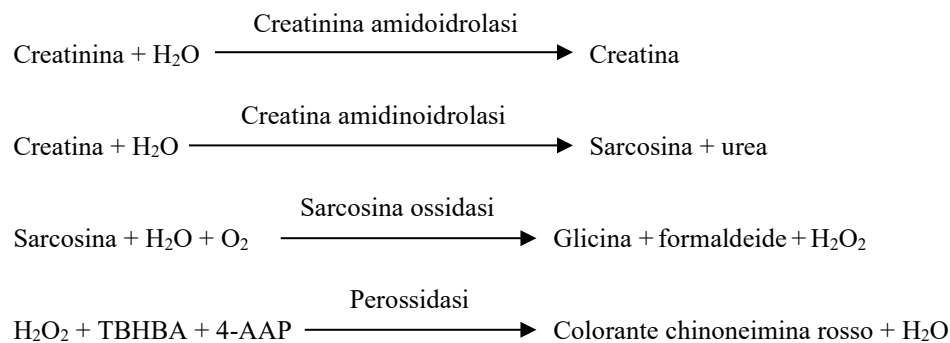 Creatinina amidoidrolasi
Creatinina + H₂O Creatina
Creatina amidinoidrolasi
Creatina + H₂O Sarcosina + urea
Sarcosina ossidasi
Sarcosina + H₂O + O₂ Glicina + formaldeide + H₂O₂
Perossidasi
H₂O₂ + TBHBA + 4-AAP Colorante chinoneimina rosso + H₂O